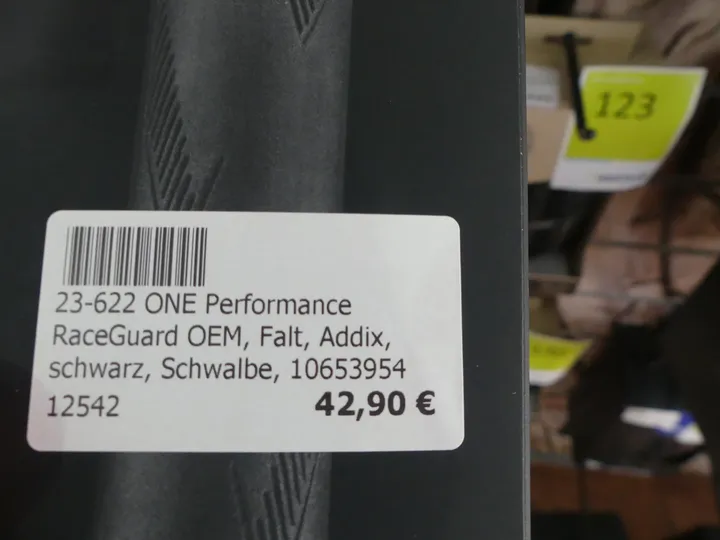 23-622 ONE Performance
RaceGuard OEM, Falt, Addix,
schwarz, Schwalbe, 10653954
12542 42,90 €
123